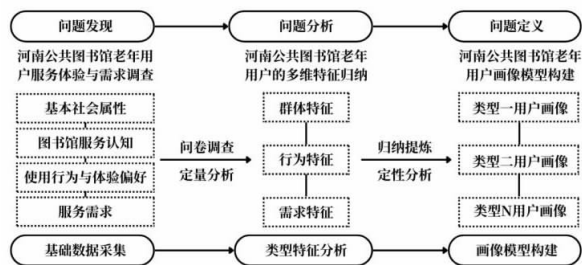 问题发现
问题分析
问题定义
河南公共图书馆老年用
户服务体验与需求调查
河南公共图书馆老年
用户的多维特征归纳
河南公共图书馆老年
用户画像模型构建
基本社会属性
图书馆服务认知
使用行为与体验偏好
服务需求
问卷调查
定量分析
群体特征
行为特征
需求特征
归纳提炼
定性分析
类型一用户画像
类型二用户画像
类型N用户画像
基础数据采集
类型特征分析
画像模型构建